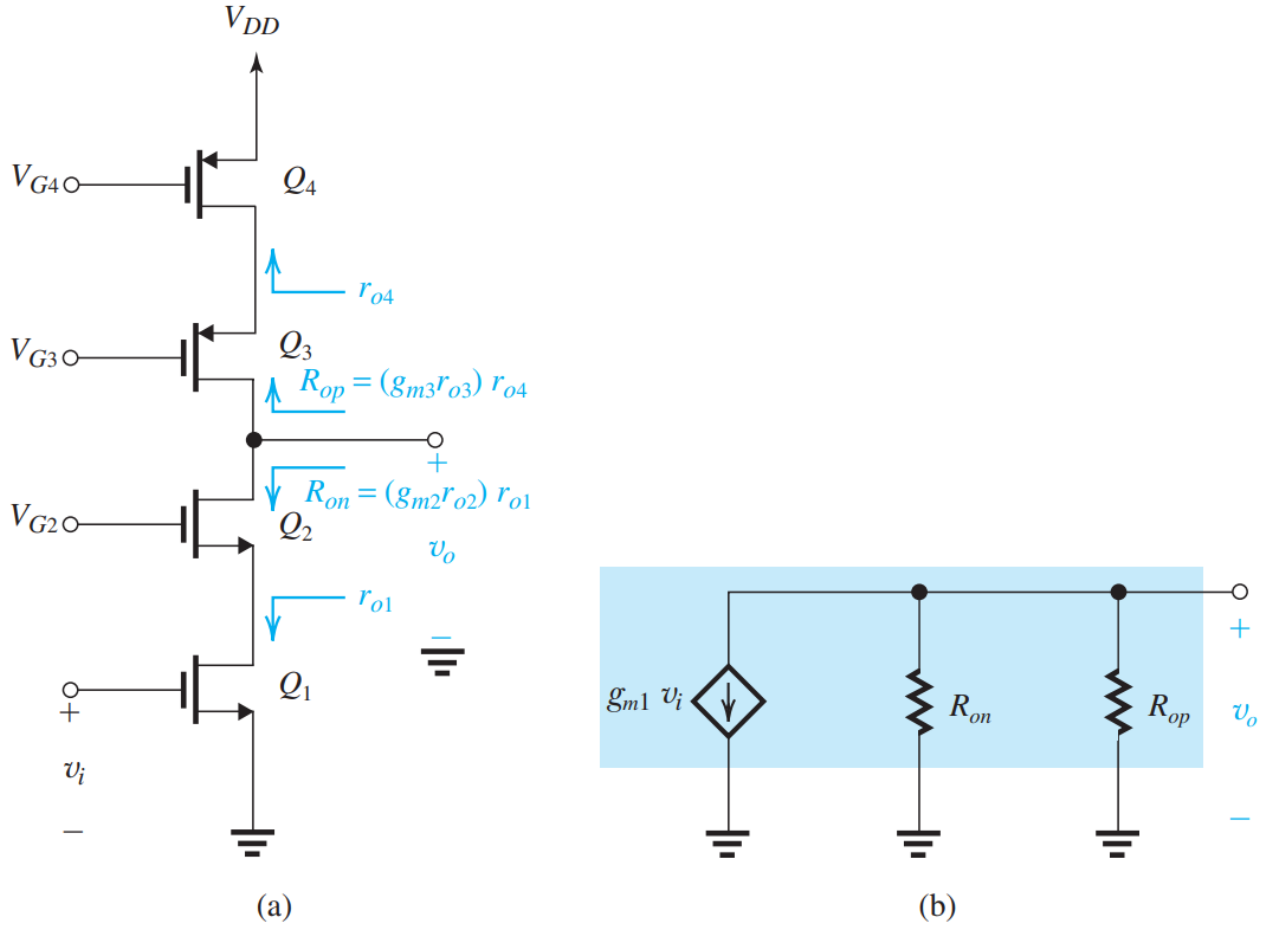 V_DD
V_G4
Q_4
r_o4
V_G3
Q_3
R_op = (g_m3 r_o3) r_o4
+
R_on = (g_m2 r_o2) r_o1
V_G2
Q_2
v_o
r_o1
−
Q_1
+
v_i
−
(a)
g_m1 v_i
R_on
R_op
+
v_o
−
(b)